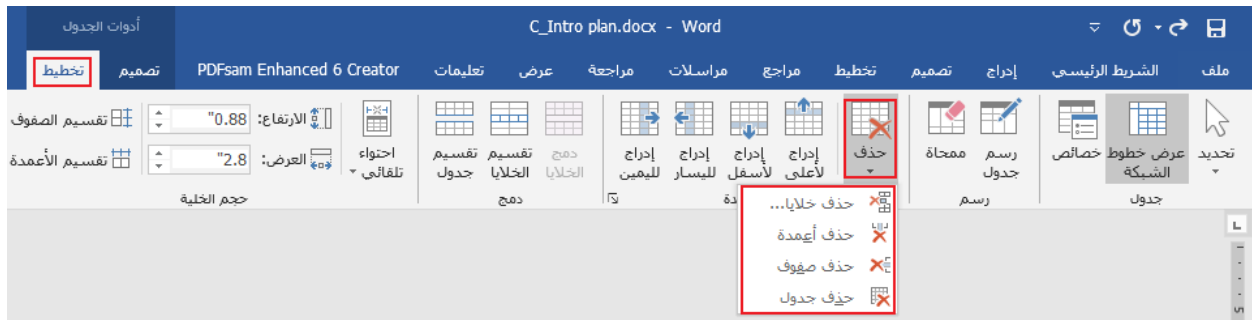 C_Intro plan.docx - Word
أدوات الجدول
ملف
الشريط الرئيسي
إدراج
تصميم
تخطيط
مراجع
مراسلات
مراجعة
عرض
تعليمات
PDFsam Enhanced 6 Creator
تصميم
تخطيط
تحديد
عرض خطوط الشبكة
خصائص
رسم جدول
ممحاة
حذف
إدراج لأعلى
إدراج لأسفل
إدراج لليسار
إدراج لليمين
دمج الخلايا
تقسيم الخلايا
تقسيم جدول
احتواء تلقائي
الارتفاع: 0.88"
العرض: 2.8"
تقسيم الصفوف
تقسيم الأعمدة
جدول
رسم
دمج
حجم الخلية
حذف خلايا...
حذف أعمدة
حذف صفوف
حذف جدول